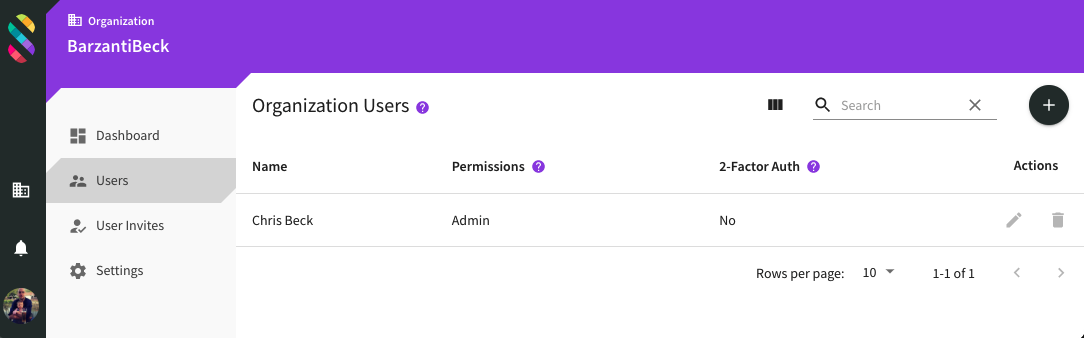 Organization
BarzantiBeck
Dashboard
Users
User Invites
Settings
Organization Users ?
Search
Name Permissions ? 2-Factor Auth ? Actions
Chris Beck Admin No
Rows per page: 10 1-1 of 1